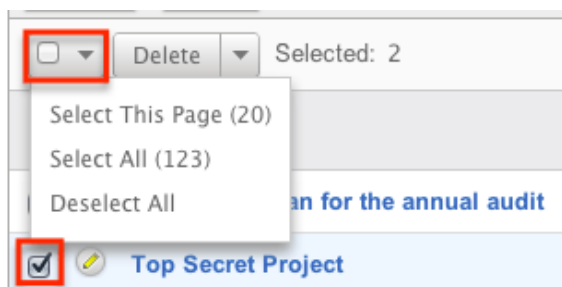 Delete Selected: 2
Select This Page (20)
Select All (123)
Deselect All
for the annual audit
Top Secret Project